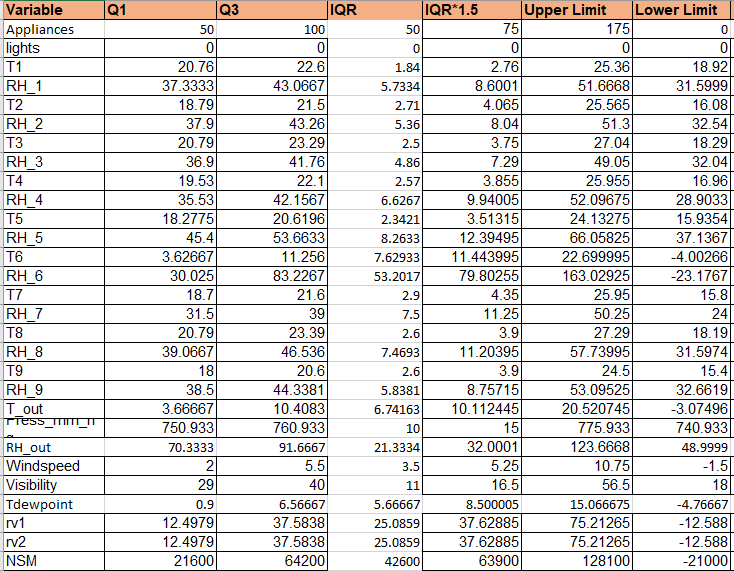 Variable Q1 Q3 IQR IQR*1.5 Upper Limit Lower Limit
Appliances 50 100 50 75 175 0
lights 0 0 0 0 0 0
T1 20.76 22.6 1.84 2.76 25.36 18.92
RH_1 37.3333 43.0667 5.7334 8.6001 51.6668 31.5999
T2 18.79 21.5 2.71 4.065 25.565 16.08
RH_2 37.9 43.26 5.36 8.04 51.3 32.54
T3 20.79 23.29 2.5 3.75 27.04 18.29
RH_3 36.9 41.76 4.86 7.29 49.05 32.04
T4 19.53 22.1 2.57 3.855 25.955 16.96
RH_4 35.53 42.1567 6.6267 9.94005 52.09675 28.9033
T5 18.2775 20.6196 2.3421 3.51315 24.13275 15.9354
RH_5 45.4 53.6633 8.2633 12.39495 66.05825 37.1367
T6 3.62667 11.256 7.62933 11.443995 22.699995 -4.00266
RH_6 30.025 83.2267 53.2017 79.80255 163.02925 -23.1767
T7 18.7 21.6 2.9 4.35 25.95 15.8
RH_7 31.5 39 7.5 11.25 50.25 24
T8 20.79 23.39 2.6 3.9 27.29 18.19
RH_8 39.0667 46.536 7.4693 11.20395 57.73995 31.5974
T9 18 20.6 2.6 3.9 24.5 15.4
RH_9 38.5 44.3381 5.8381 8.75715 53.09525 32.6619
T_out 3.66667 10.4083 6.74163 10.112445 20.520745 -3.07496
Press_mm_h 750.933 760.933 10 15 775.933 740.933
RH_out 70.3333 91.6667 21.3334 32.0001 123.6668 48.9999
Windspeed 2 5.5 3.5 5.25 10.75 -1.5
Visibility 29 40 11 16.5 56.5 18
Tdewpoint 0.9 6.56667 5.66667 8.500005 15.066675 -4.76667
rv1 12.4979 37.5838 25.0859 37.62885 75.21265 -12.588
rv2 12.4979 37.5838 25.0859 37.62885 75.21265 -12.588
NSM 21600 64200 42600 63900 128100 -21000